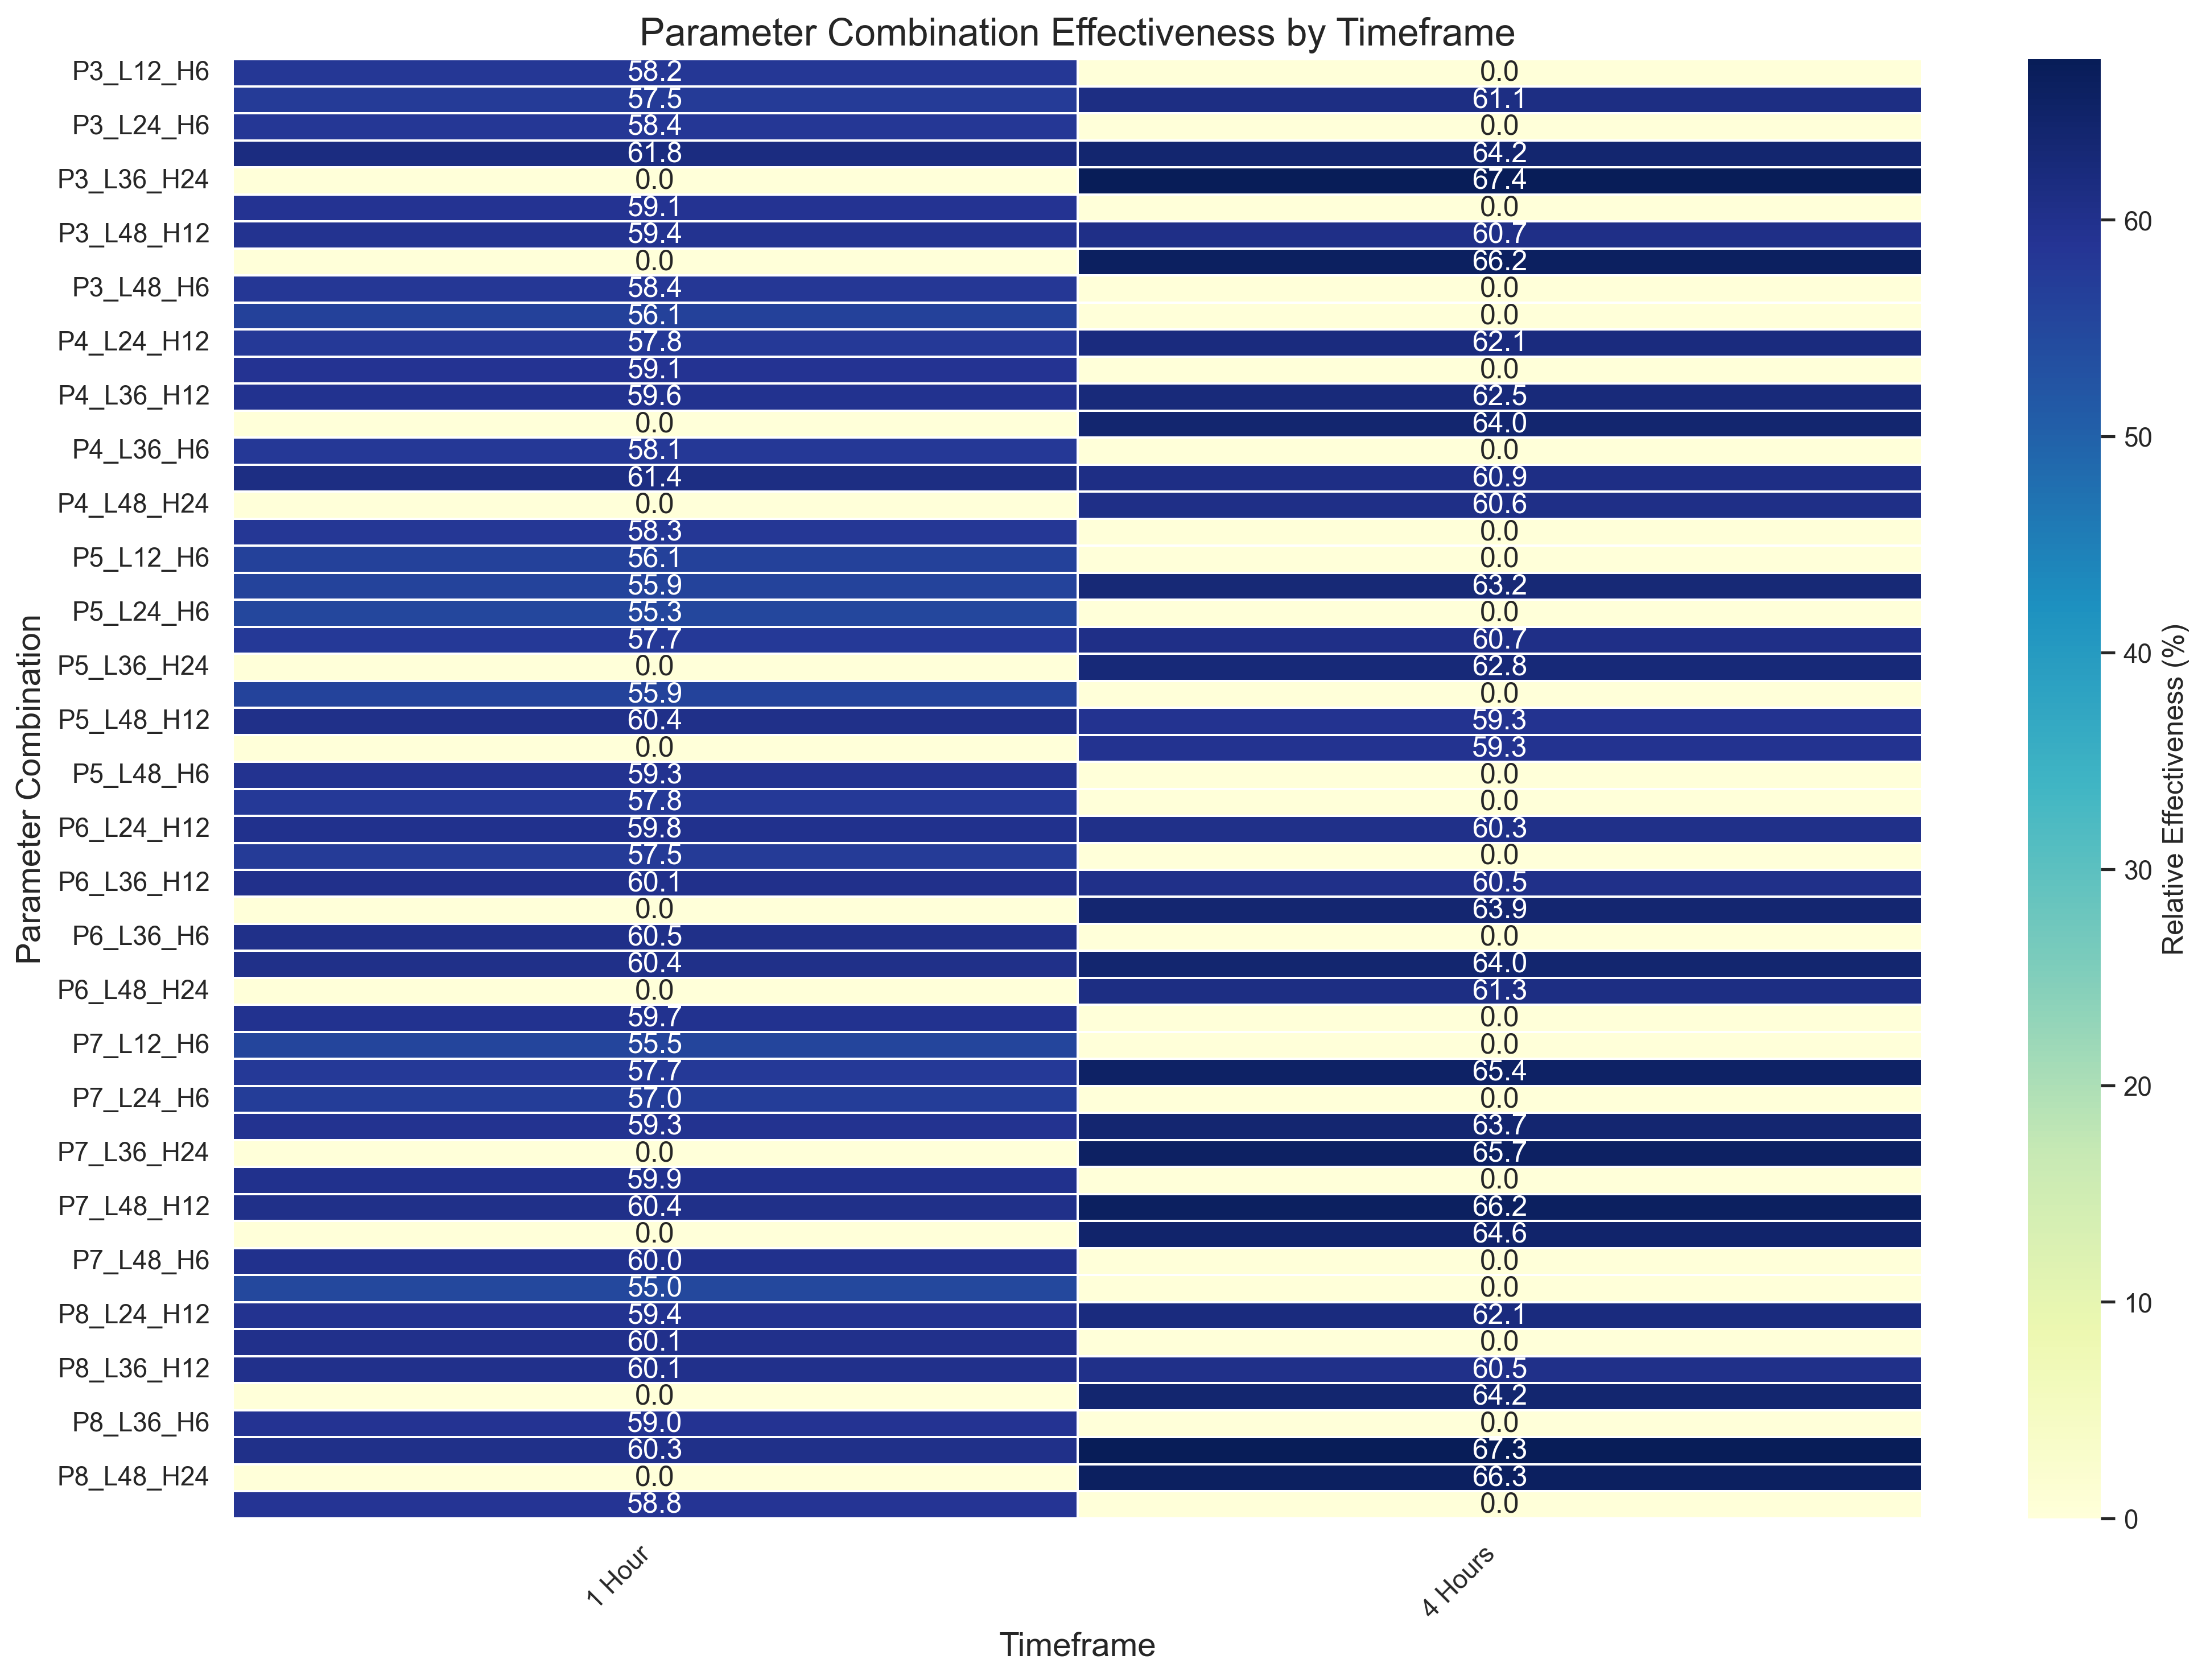 Parameter Combination Effectiveness by Timeframe
P3_L12_H6 58.2 0.0
57.5 61.1
P3_L24_H6 58.4 0.0
61.8 64.2
P3_L36_H24 0.0 67.4
59.1 0.0
P3_L48_H12 59.4 60.7
0.0 66.2
P3_L48_H6 58.4 0.0
56.1 0.0
P4_L24_H12 57.8 62.1
59.1 0.0
P4_L36_H12 59.6 62.5
0.0 64.0
P4_L36_H6 58.1 0.0
61.4 60.9
P4_L48_H24 0.0 60.6
58.3 0.0
P5_L12_H6 56.1 0.0
55.9 63.2
P5_L24_H6 55.3 0.0
57.7 60.7
P5_L36_H24 0.0 62.8
55.9 0.0
P5_L48_H12 60.4 59.3
0.0 59.3
P5_L48_H6 59.3 0.0
57.8 0.0
P6_L24_H12 59.8 60.3
57.5 0.0
P6_L36_H12 60.1 60.5
0.0 63.9
P6_L36_H6 60.5 0.0
60.4 64.0
P6_L48_H24 0.0 61.3
59.7 0.0
P7_L12_H6 55.5 0.0
57.7 65.4
P7_L24_H6 57.0 0.0
59.3 63.7
P7_L36_H24 0.0 65.7
59.9 0.0
P7_L48_H12 60.4 66.2
0.0 64.6
P7_L48_H6 60.0 0.0
55.0 0.0
P8_L24_H12 59.4 62.1
60.1 0.0
P8_L36_H12 60.1 60.5
0.0 64.2
P8_L36_H6 59.0 0.0
60.3 67.3
P8_L48_H24 0.0 66.3
58.8 0.0
1 Hour
4 Hours
Timeframe
Parameter Combination
60
50
40
30
20
10
0
Relative Effectiveness (%)